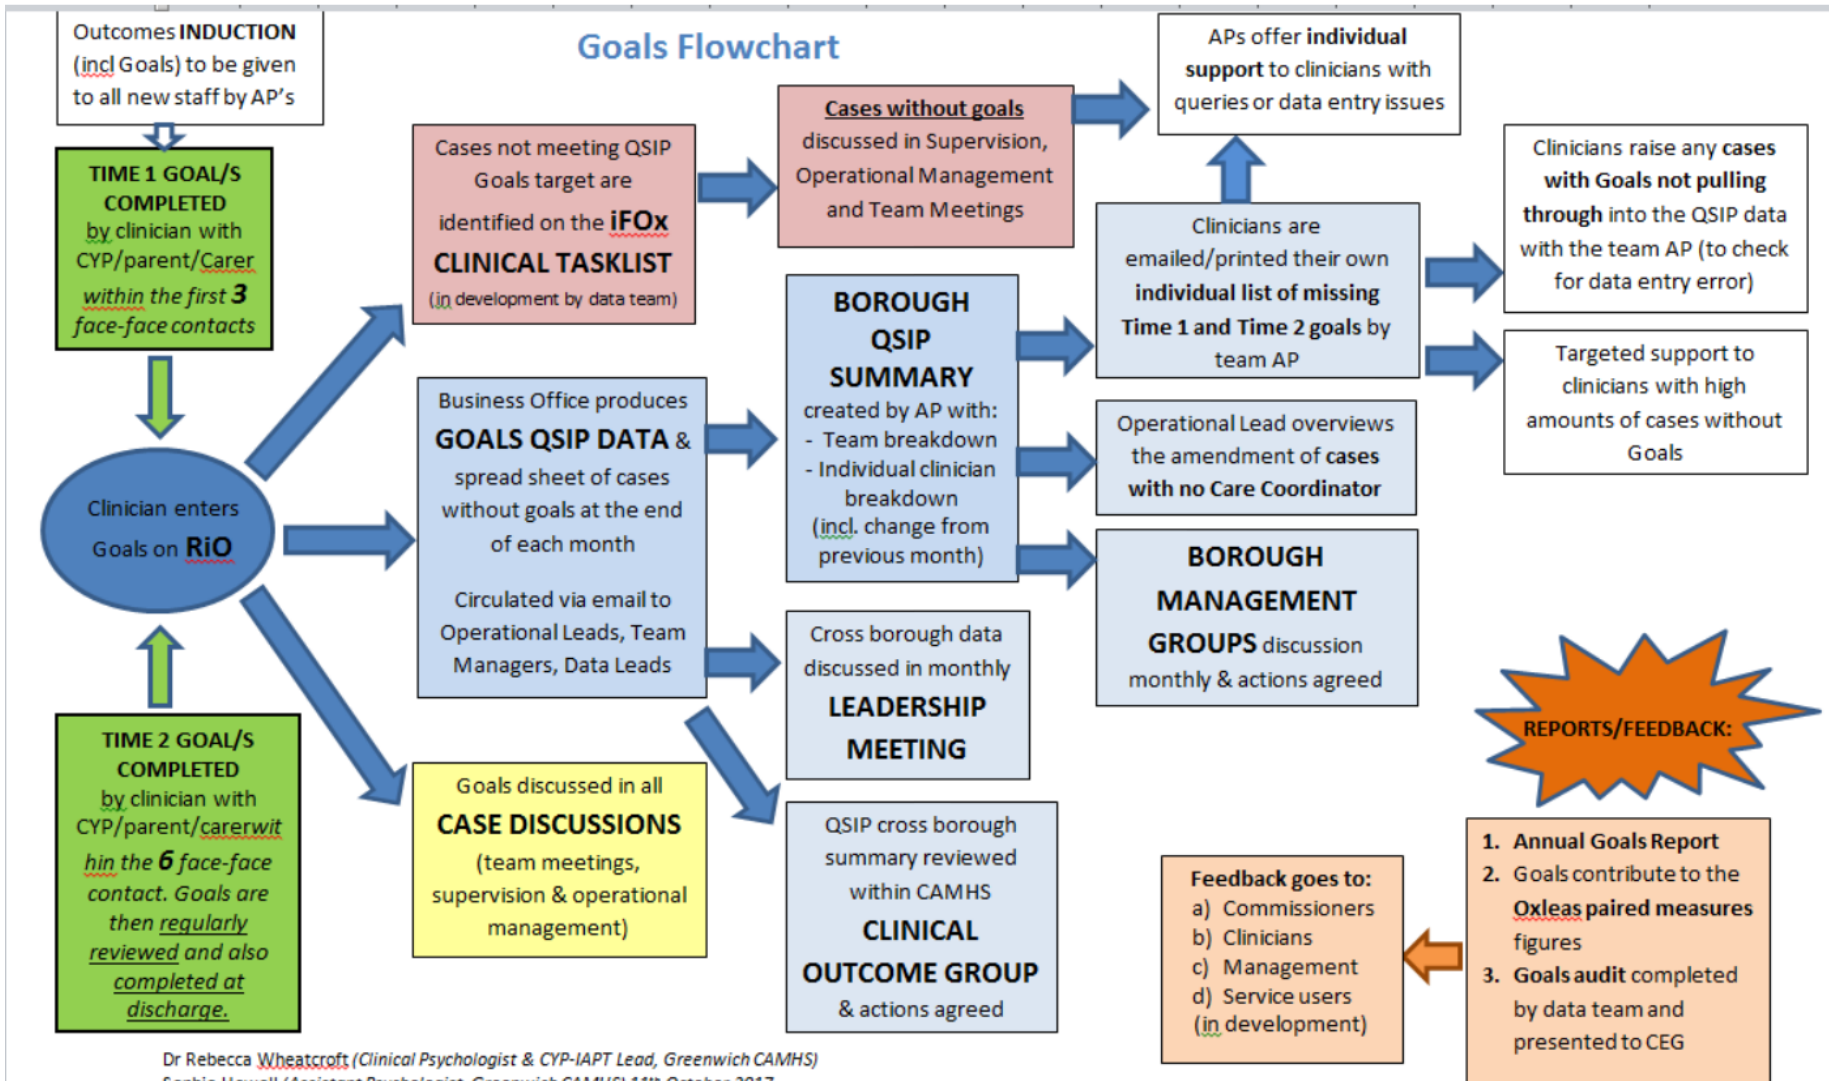 Goals Flowchart
Outcomes INDUCTION
(incl Goals) to be given
to all new staff by AP's
TIME 1 GOAL/S
COMPLETED
by clinician with
CYP/parent/Carer
within the first 3
face-face contacts
Clinician enters
Goals on RiO
TIME 2 GOAL/S
COMPLETED
by clinician with
CYP/parent/carerwit
hin the 6 face-face
contact. Goals are
then regularly
reviewed and also
completed at
discharge.
Cases not meeting QSIP
Goals target are
identified on the iFOx
CLINICAL TASKLIST
(in development by data team)
Business Office produces
GOALS QSIP DATA &
spread sheet of cases
without goals at the end
of each month
Circulated via email to
Operational Leads, Team
Managers, Data Leads
Goals discussed in all
CASE DISCUSSIONS
(team meetings,
supervision & operational
management)
Cases without goals
discussed in Supervision,
Operational Management
and Team Meetings
BOROUGH
QSIP
SUMMARY
created by AP with:
- Team breakdown
- Individual clinician
breakdown
(incl. change from
previous month)
Cross borough data
discussed in monthly
LEADERSHIP
MEETING
QSIP cross borough
summary reviewed
within CAMHS
CLINICAL
OUTCOME GROUP
& actions agreed
APs offer individual
support to clinicians with
queries or data entry issues
Clinicians are
emailed/printed their own
individual list of missing
Time 1 and Time 2 goals by
team AP
Operational Lead overviews
the amendment of cases
with no Care Coordinator
BOROUGH
MANAGEMENT
GROUPS discussion
monthly & actions agreed
Clinicians raise any cases
with Goals not pulling
through into the QSIP data
with the team AP (to check
for data entry error)
Targeted support to
clinicians with high
amounts of cases without
Goals
REPORTS/FEEDBACK:
1. Annual Goals Report
2. Goals contribute to the
Oxleas paired measures
figures
3. Goals audit completed
by data team and
presented to CEG
Feedback goes to:
a) Commissioners
b) Clinicians
c) Management
d) Service users
(in development)
Dr Rebecca Wheatcroft (Clinical Psychologist & CYP-IAPT Lead, Greenwich CAMHS)
Sophie Howell (Assistant Psychologist, Greenwich CAMHS) 11th October 2017